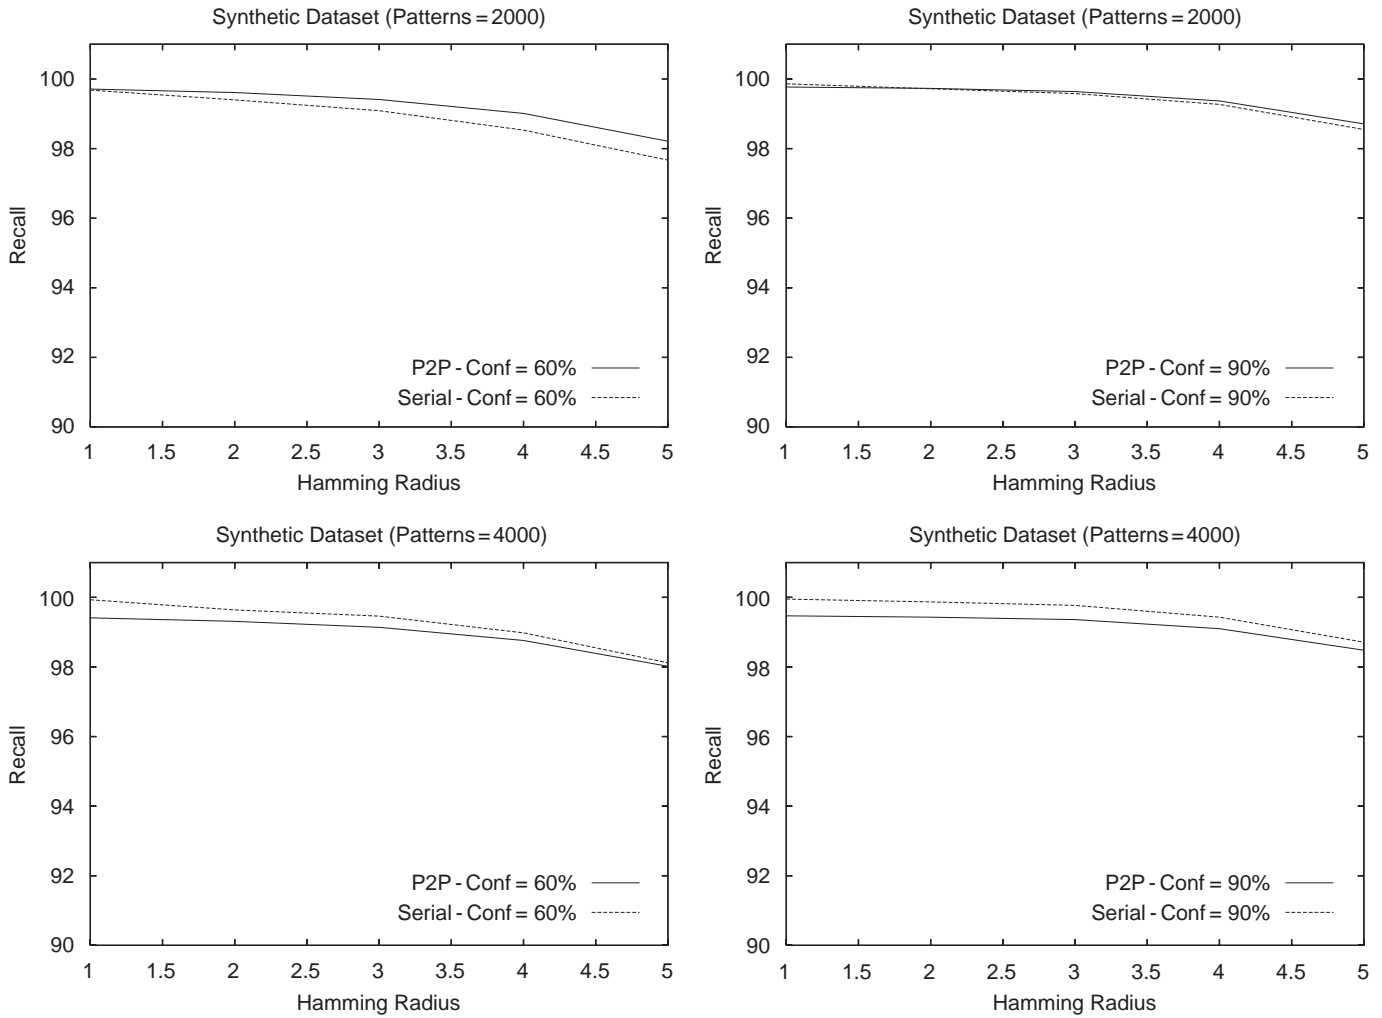 Synthetic Dataset (Patterns = 2000)
100
98
96
94
92
90
Recall
P2P - Conf = 60%
Serial - Conf = 60%
1 1.5 2 2.5 3 3.5 4 4.5 5
Hamming Radius
Synthetic Dataset (Patterns = 2000)
100
98
96
94
92
90
Recall
P2P - Conf = 90%
Serial - Conf = 90%
1 1.5 2 2.5 3 3.5 4 4.5 5
Hamming Radius
Synthetic Dataset (Patterns = 4000)
100
98
96
94
92
90
Recall
P2P - Conf = 60%
Serial - Conf = 60%
1 1.5 2 2.5 3 3.5 4 4.5 5
Hamming Radius
Synthetic Dataset (Patterns = 4000)
100
98
96
94
92
90
Recall
P2P - Conf = 90%
Serial - Conf = 90%
1 1.5 2 2.5 3 3.5 4 4.5 5
Hamming Radius